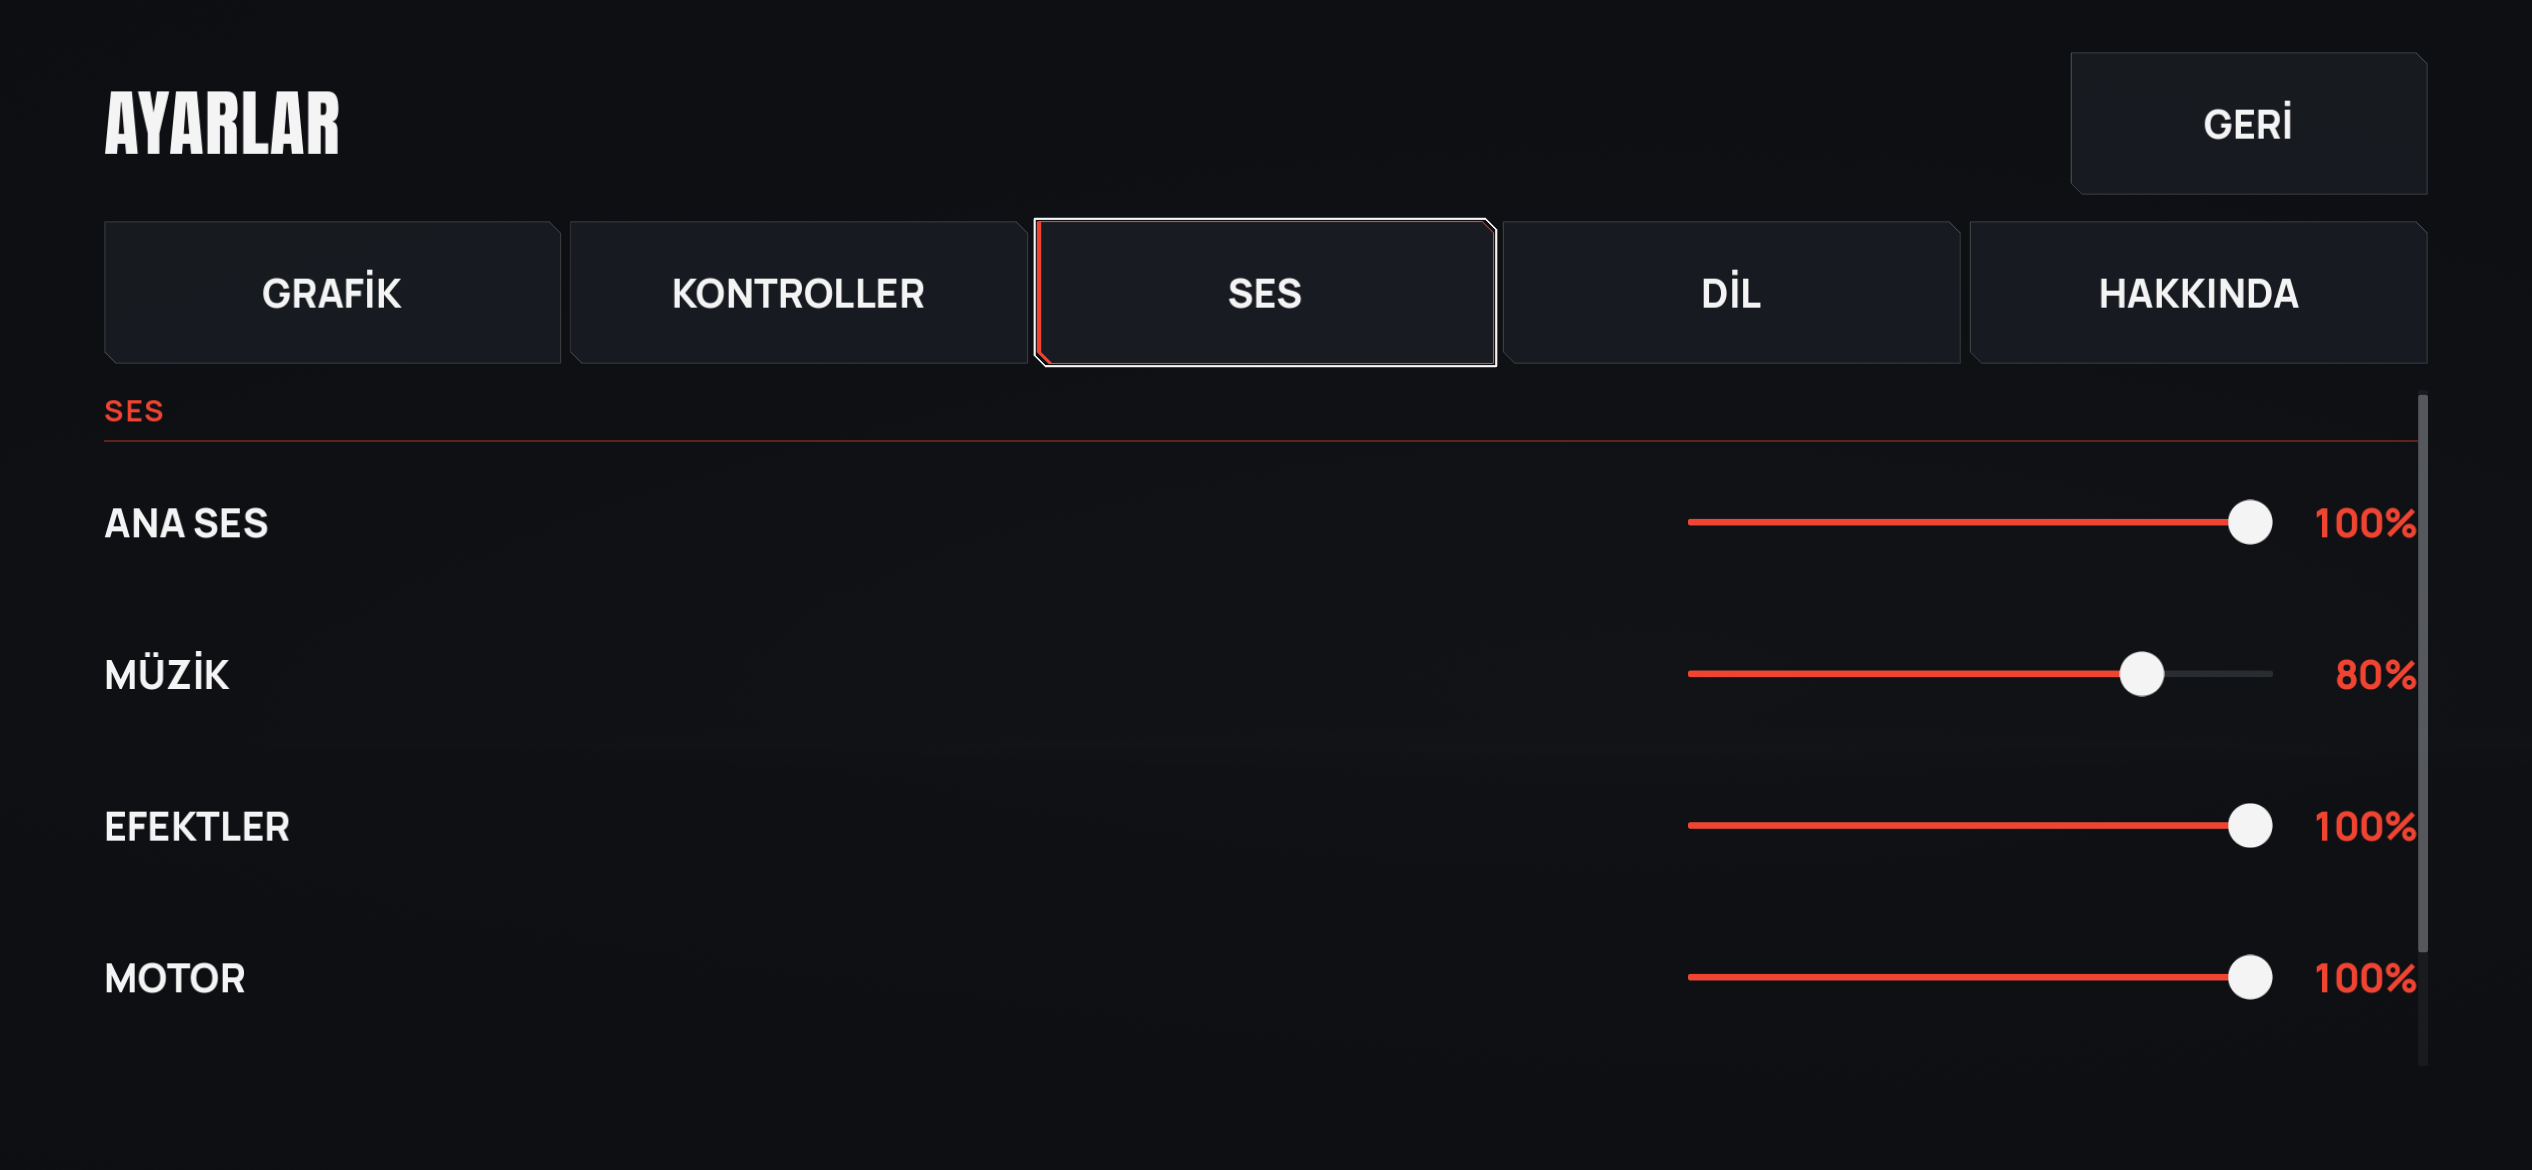 AYARLAR
GERİ
GRAFİK
KONTROLLER
SES
DİL
HAKKINDA
SES
ANA SES
100%
MÜZİK
80%
EFEKTLER
100%
MOTOR
100%